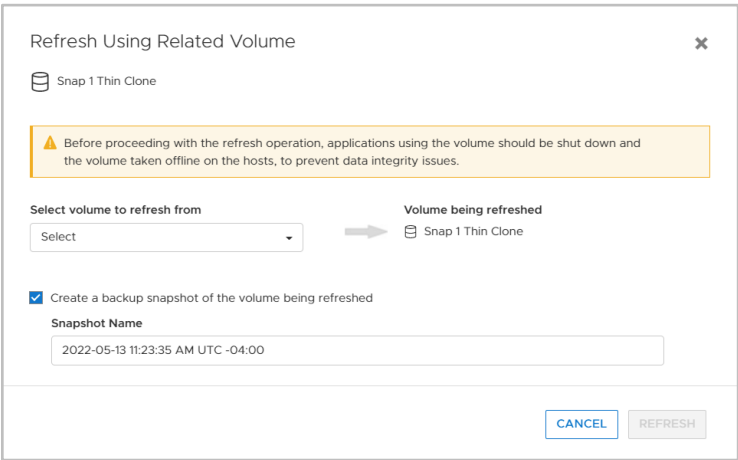 Refresh Using Related Volume
Snap 1 Thin Clone
Before proceeding with the refresh operation, applications using the volume should be shut down and
the volume taken offline on the hosts, to prevent data integrity issues.
Select volume to refresh from
Select
Volume being refreshed
Snap 1 Thin Clone
Create a backup snapshot of the volume being refreshed
Snapshot Name
2022-05-13 11:23:35 AM UTC -04:00
CANCEL
REFRESH